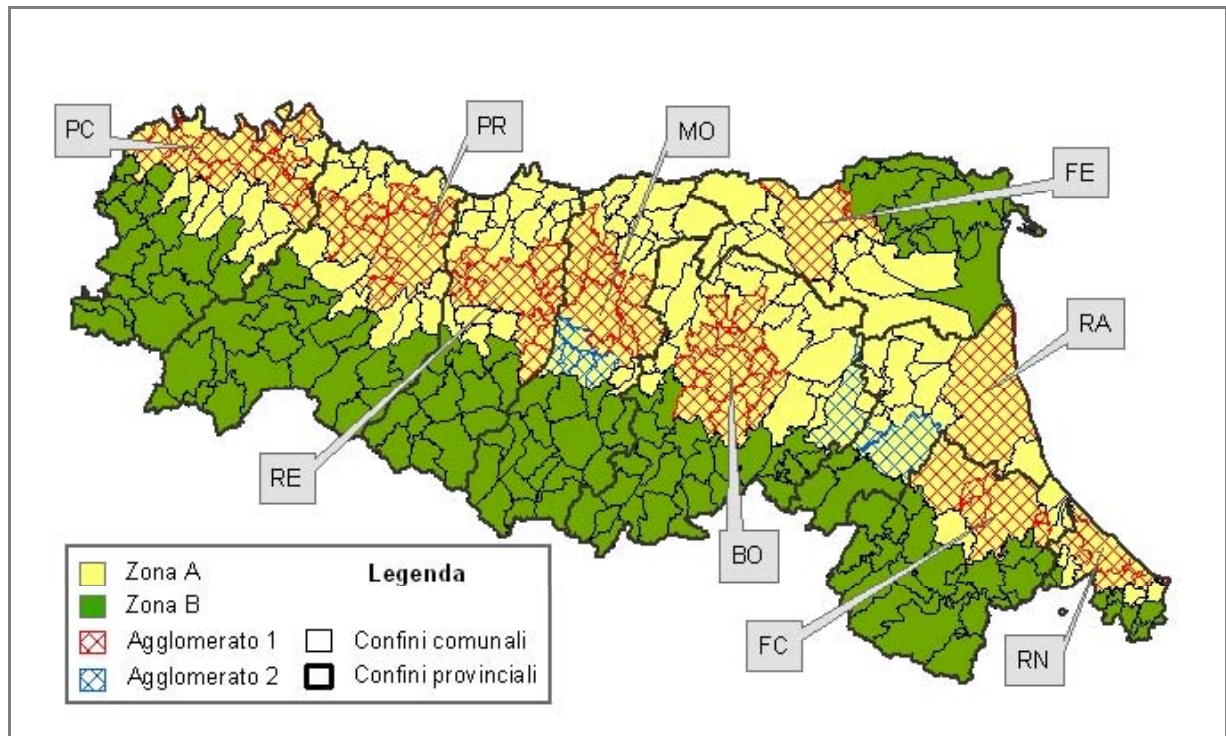 PC
PR
MO
FE
RA
RE
BO
FC
RN
Legenda
Zona A
Zona B
Agglomerato 1
Agglomerato 2
Confini comunali
Confini provinciali